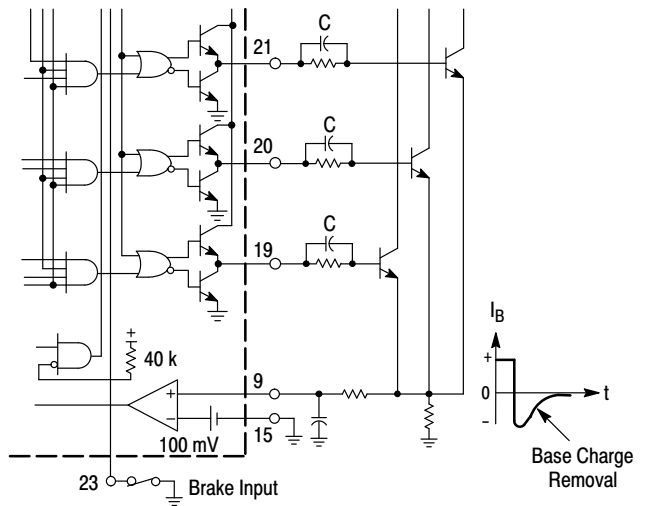 C
21
C
20
C
19
+
40 k
+
9
−
100 mV
15
23
Brake Input
I_B
+
0
t
−
Base Charge
Removal